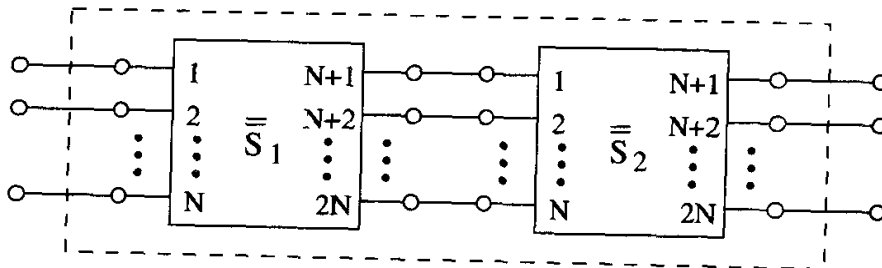 1 N+1 1 N+1
2 N+2 2 N+2
S̿ 1 S̿ 2
N 2N N 2N